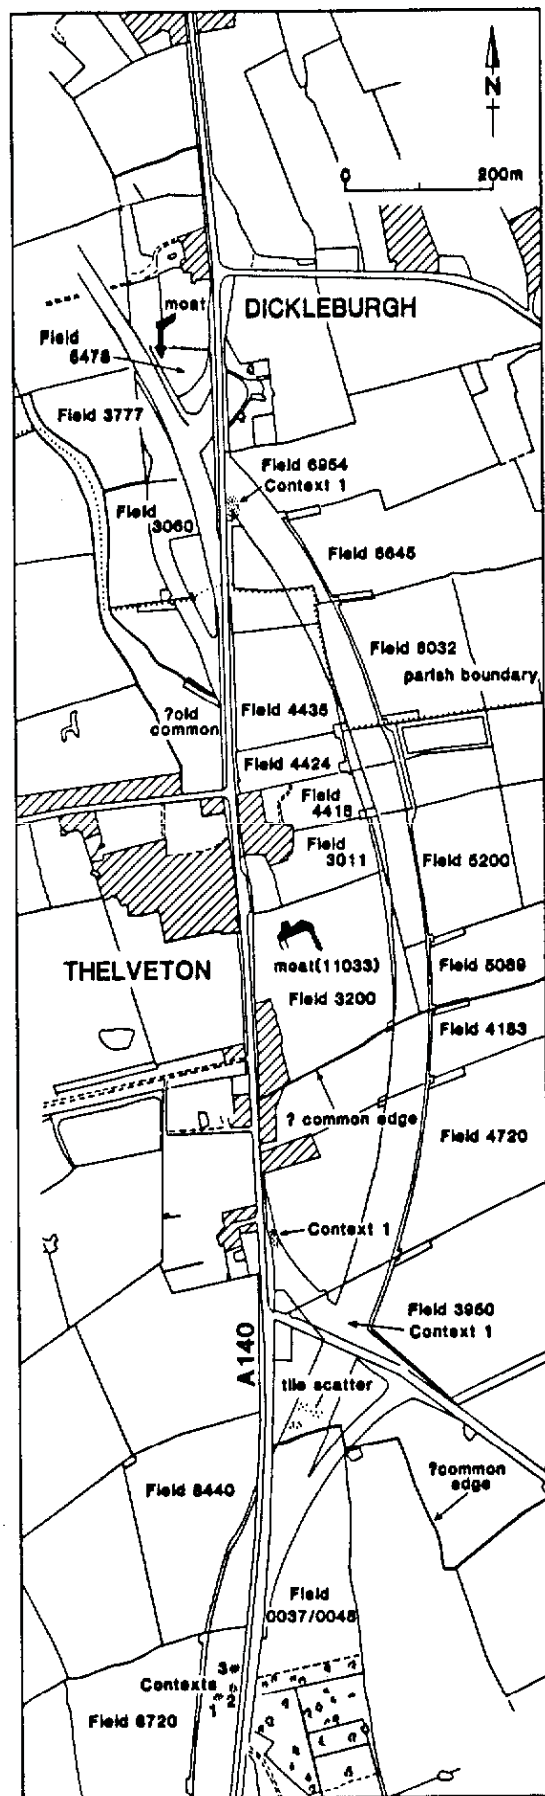 N
0 200m
DICKLEBURGH
moat
Field
5478
Field 3777
Field 6954
Context 1
Field
3060
Field 6645
Field 6032
parish boundary
?old
common
Field 4435
Field 4424
Field
4418
Field
3011
Field 5200
THELVETON
moat(11033)
Field 3200
Field 5089
Field 4183
? common edge
Field 4720
Context 1
Field 3950
Context 1
A140
tile scatter
?common
edge
Field 8440
Field
0037/0048
Contexts
3
2
1
Field 6720